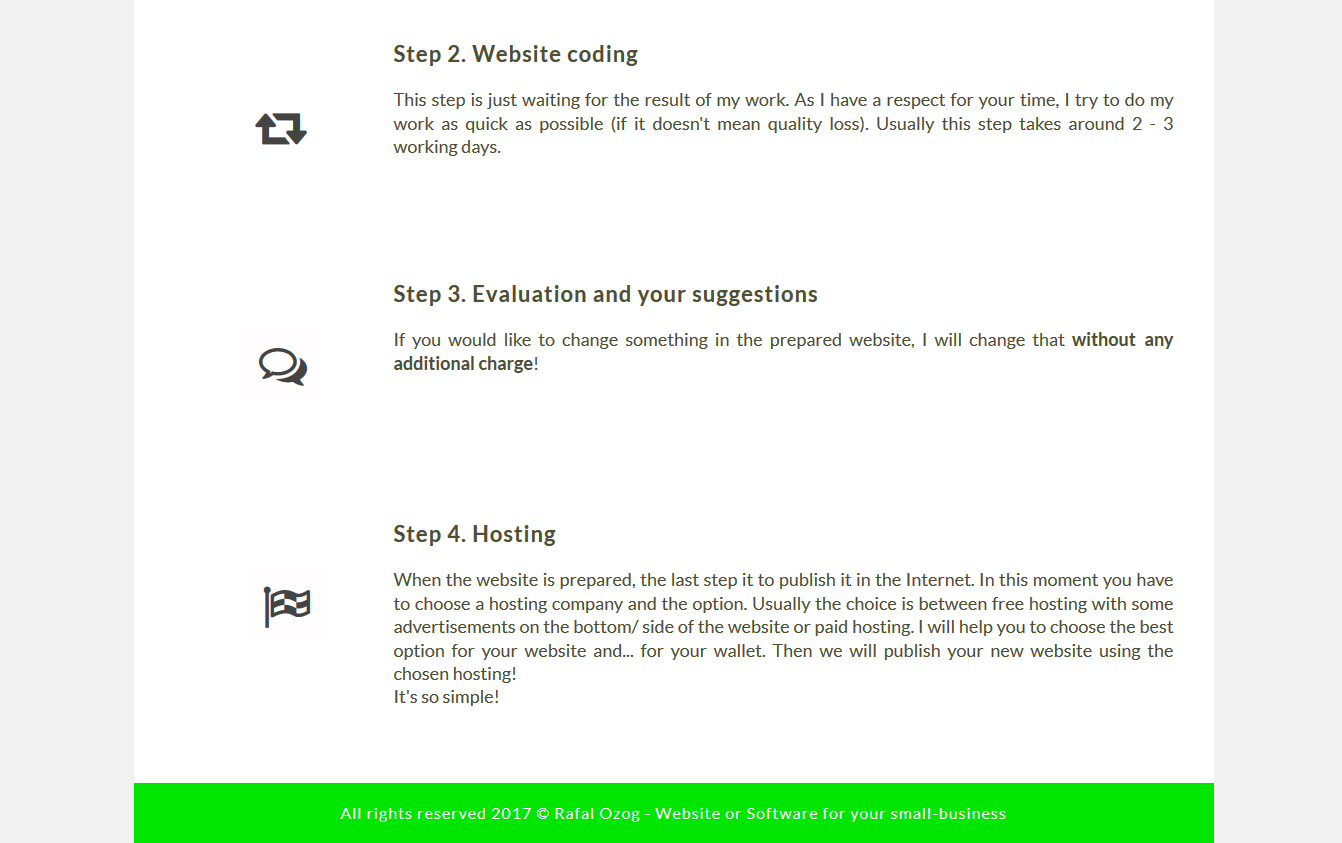 Step 2. Website coding
This step is just waiting for the result of my work. As I have a respect for your time, I try to do my
work as quick as possible (if it doesn't mean quality loss). Usually this step takes around 2 - 3
working days.
Step 3. Evaluation and your suggestions
If you would like to change something in the prepared website, I will change that without any
additional charge!
Step 4. Hosting
When the website is prepared, the last step it to publish it in the Internet. In this moment you have
to choose a hosting company and the option. Usually the choice is between free hosting with some
advertisements on the bottom/ side of the website or paid hosting. I will help you to choose the best
option for your website and... for your wallet. Then we will publish your new website using the
chosen hosting!
It's so simple!
All rights reserved 2017 © Rafal Ozog - Website or Software for your small-business